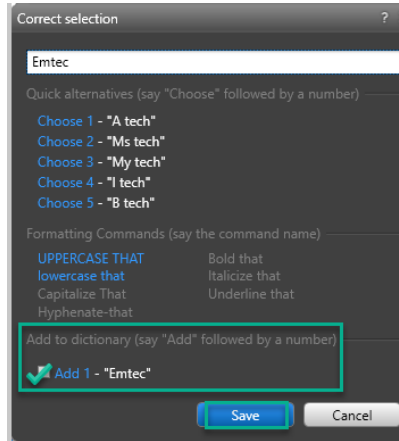 Correct selection ?
Emtec
Quick alternatives (say "Choose" followed by a number)
Choose 1 - "A tech"
Choose 2 - "Ms tech"
Choose 3 - "My tech"
Choose 4 - "I tech"
Choose 5 - "B tech"
Formatting Commands (say the command name)
UPPERCASE THAT Bold that
lowercase that Italicize that
Capitalize That Underline that
Hyphenate-that
Add to dictionary (say "Add" followed by a number)
Add 1 - "Emtec"
Save Cancel